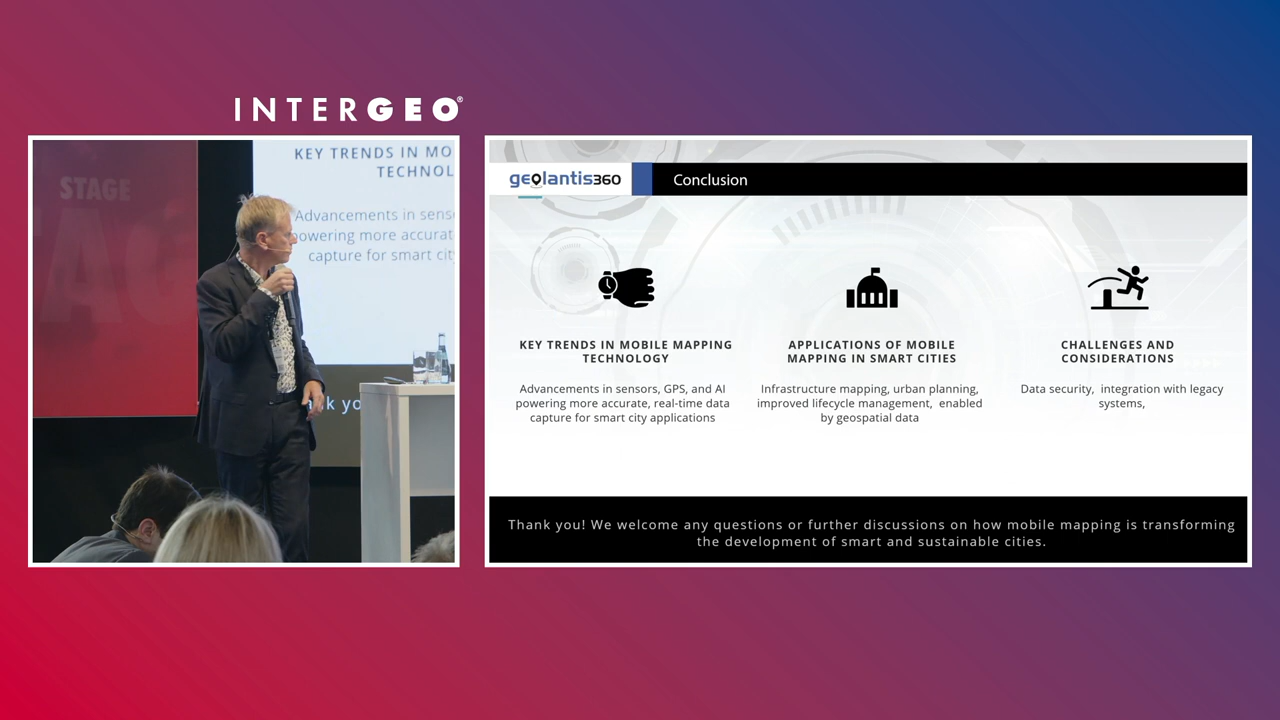 INTERGEO®
STAGE
KEY TRENDS IN MO
TECHNOL
Advancements in sens
powering more accurat
capture for smart city
k yo
geolantis360
Conclusion
KEY TRENDS IN MOBILE MAPPING
TECHNOLOGY
Advancements in sensors, GPS, and AI
powering more accurate, real-time data
capture for smart city applications
APPLICATIONS OF MOBILE
MAPPING IN SMART CITIES
Infrastructure mapping, urban planning,
improved lifecycle management,  enabled
by geospatial data
CHALLENGES AND
CONSIDERATIONS
Data security,  integration with legacy
systems,
Thank you! We welcome any questions or further discussions on how mobile mapping is transforming
the development of smart and sustainable cities.